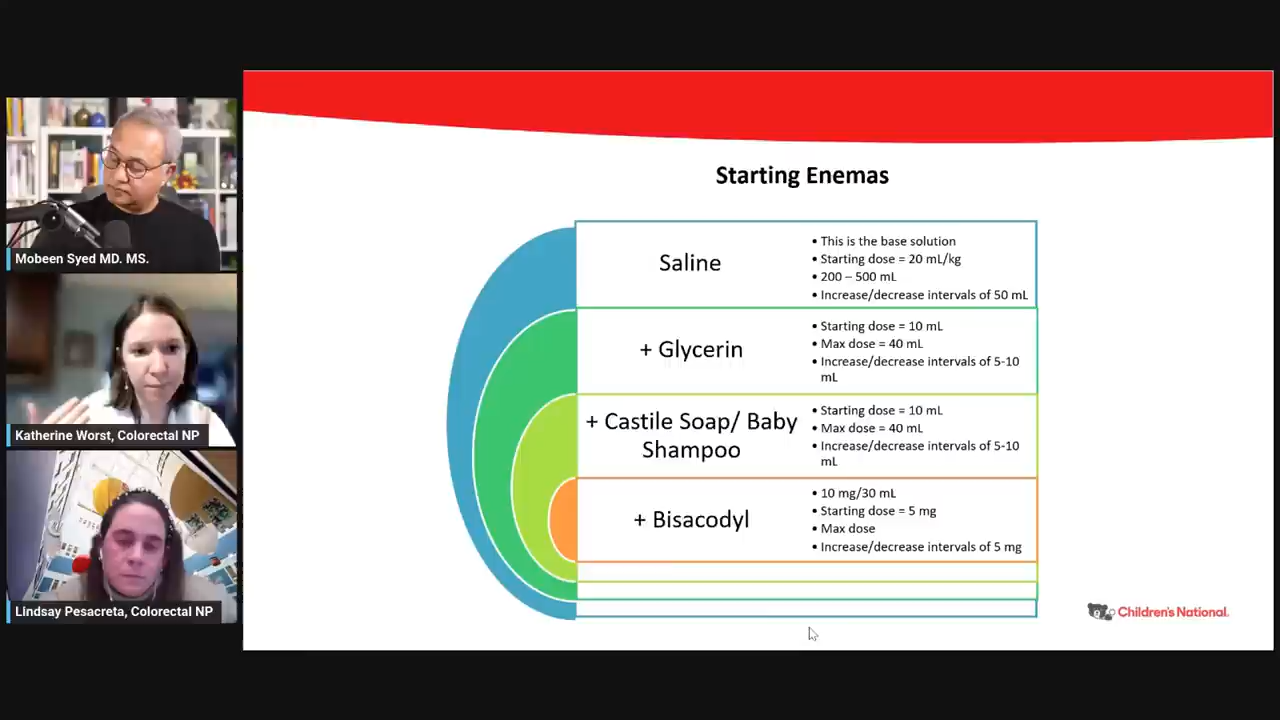 Starting Enemas
Saline
• This is the base solution
• Starting dose = 20 mL/kg
• 200 – 500 mL
• Increase/decrease intervals of 50 mL
+ Glycerin
• Starting dose = 10 mL
• Max dose = 40 mL
• Increase/decrease intervals of 5-10
mL
+ Castile Soap/ Baby
Shampoo
• Starting dose = 10 mL
• Max dose = 40 mL
• Increase/decrease intervals of 5-10
mL
+ Bisacodyl
• 10 mg/30 mL
• Starting dose = 5 mg
• Max dose
• Increase/decrease intervals of 5 mg
Children's National.
Mobeen Syed MD. MS.
Katherine Worst, Colorectal NP
Lindsay Pesacreta, Colorectal NP